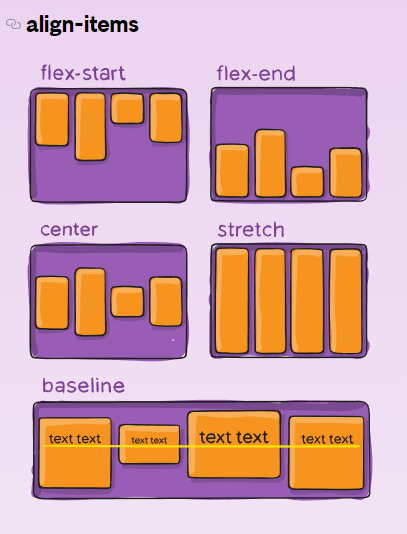 align-items
flex-start
flex-end
center
stretch
baseline
text text
text text
text text
text text